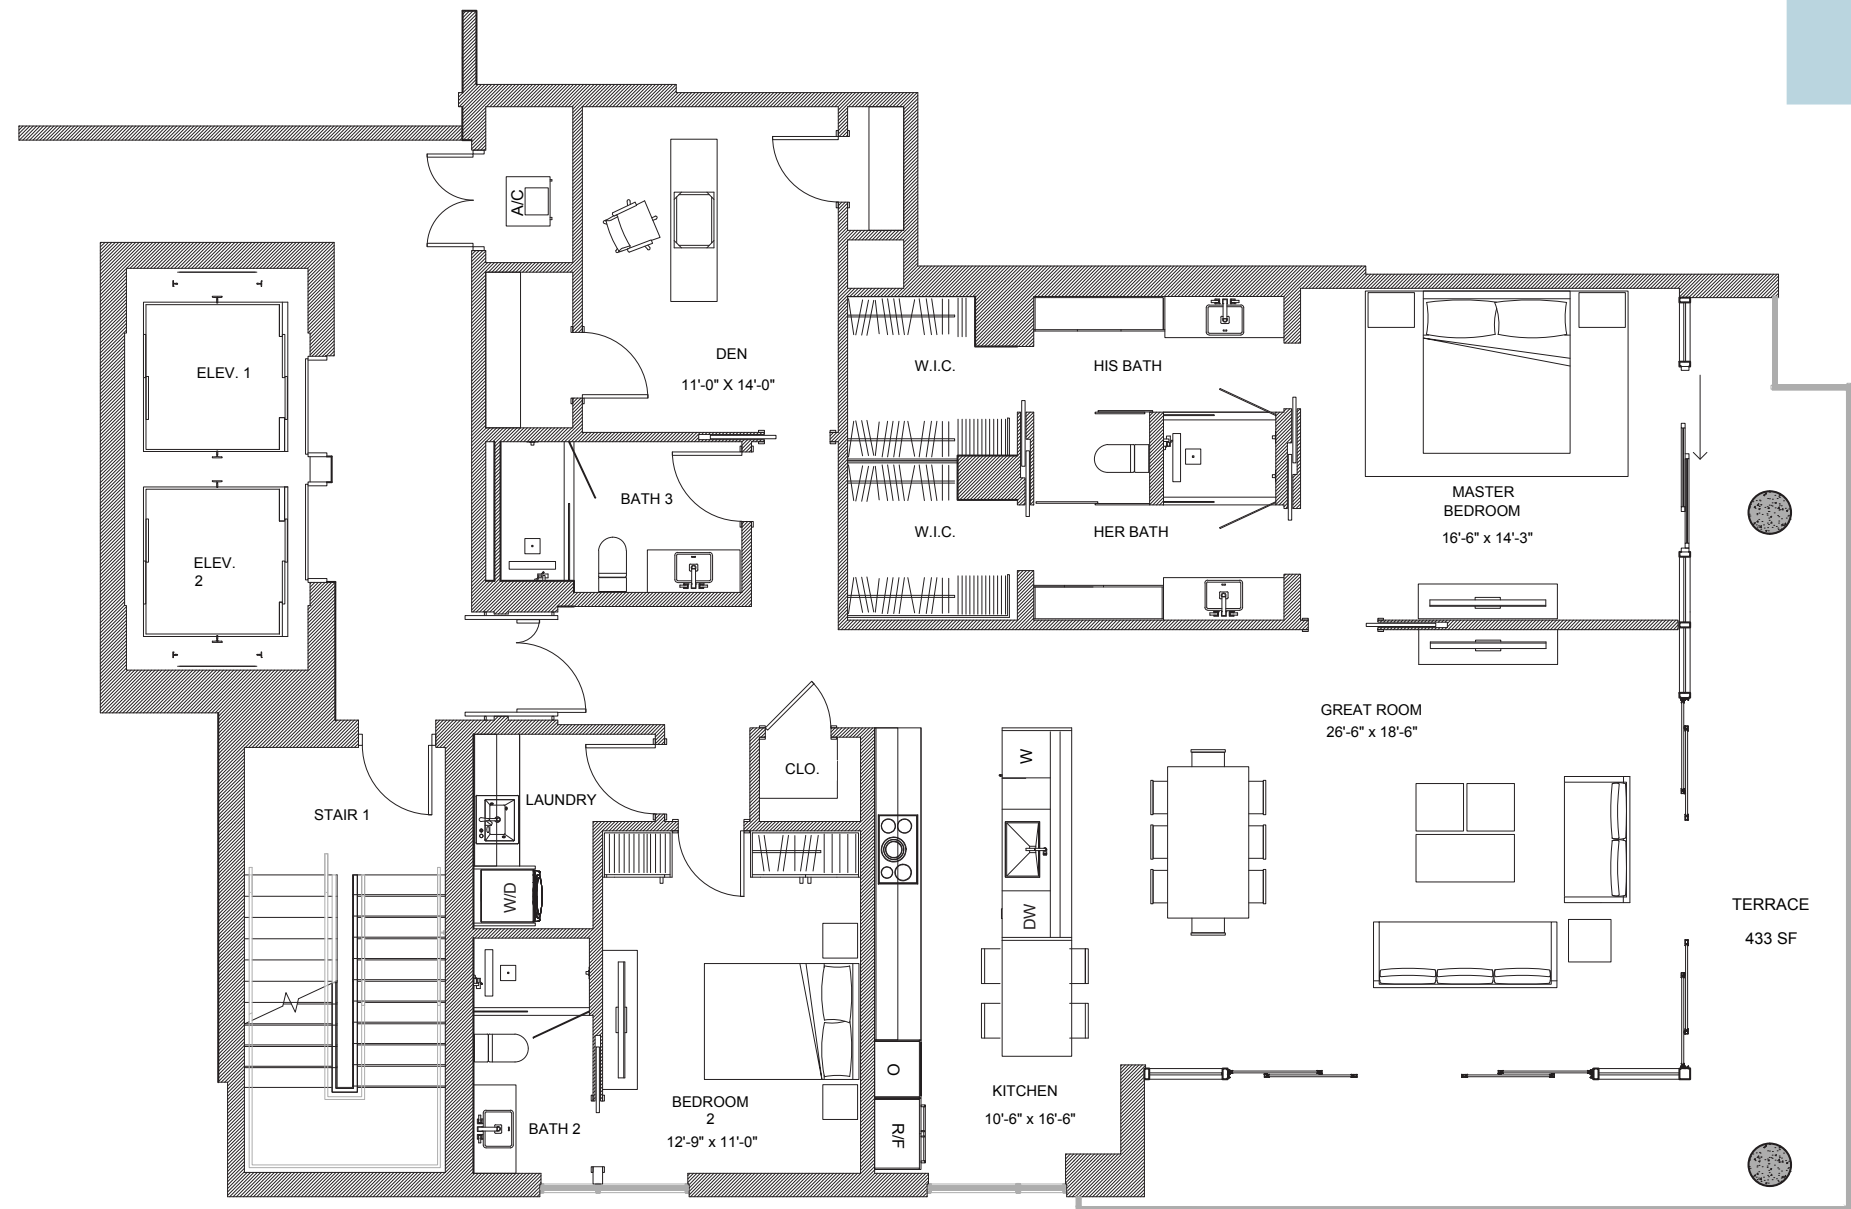 A/C
ELEV. 1
DEN
11'-0" X 14'-0"
W.I.C.
HIS BATH
BATH 3
MASTER
BEDROOM
16'-6" x 14'-3"
ELEV.
2
W.I.C.
HER BATH
GREAT ROOM
26'-6" x 18'-6"
STAIR 1
LAUNDRY
CLO.
W
W/D
DW
TERRACE
433 SF
O
R/F
KITCHEN
10'-6" x 16'-6"
BEDROOM
2
12'-9" x 11'-0"
BATH 2